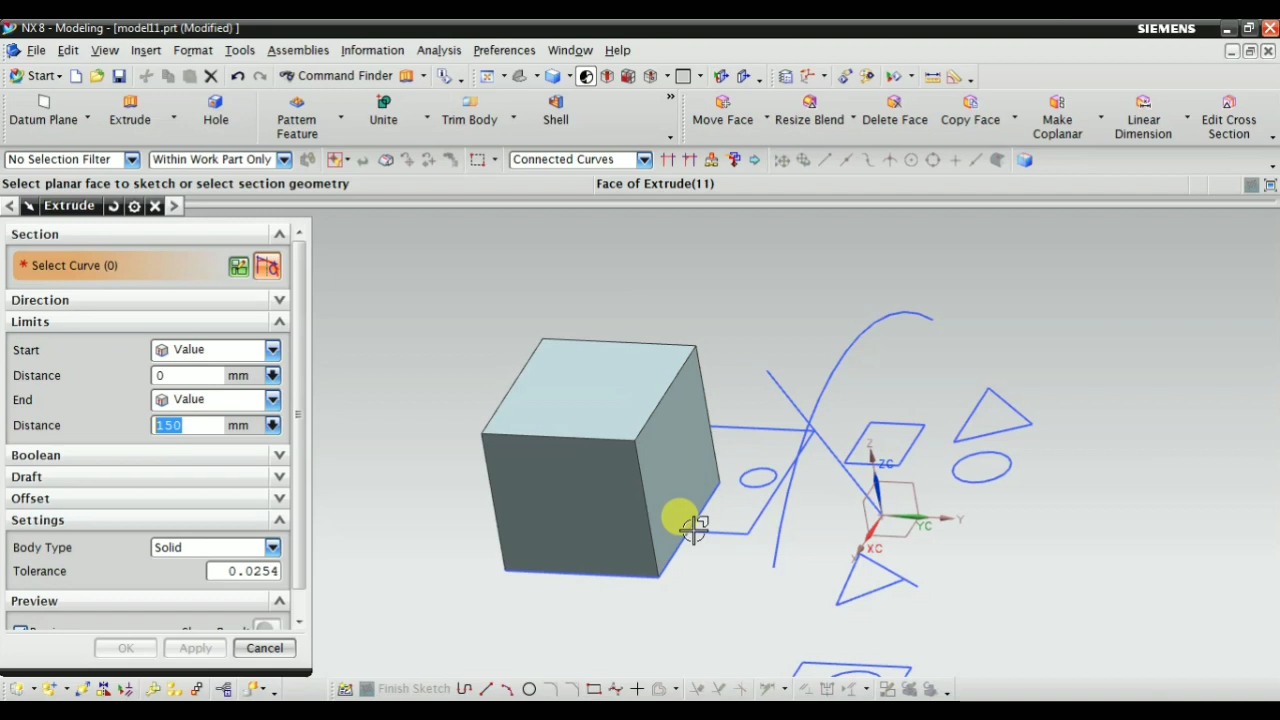 NX 8 - Modeling - [model11.prt (Modified) ]
SIEMENS
File Edit View Insert Format Tools Assemblies Information Analysis Preferences Window Help
Start Command Finder
Datum Plane Extrude Hole Pattern Feature Unite Trim Body Shell » Move Face Resize Blend Delete Face Copy Face Make Coplanar Linear Dimension Edit Cross Section
No Selection Filter Within Work Part Only Connected Curves
Select planar face to sketch or select section geometry Face of Extrude(11)
Extrude
Section
* Select Curve (0)
Direction
Limits
Start Value
Distance 0 mm
End Value
Distance 150 mm
Boolean
Draft
Offset
Settings
Body Type Solid
Tolerance 0.0254
Preview
OK Apply Cancel
Z
ZC
YC
Y
XC
X
Finish Sketch